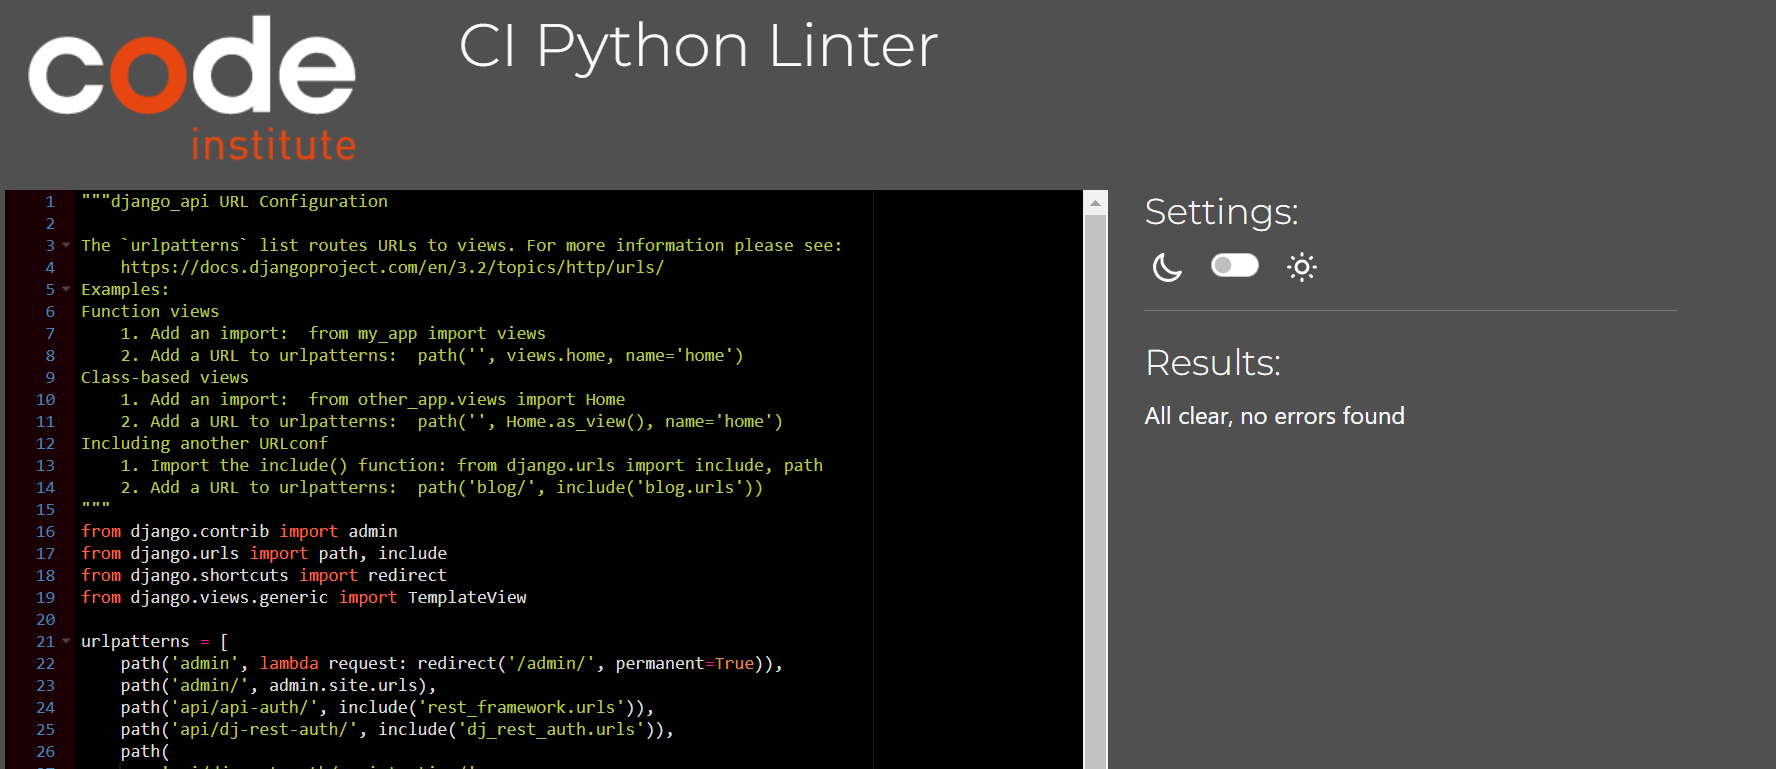 code
institute
CI Python Linter
1 """django_api URL Configuration
2
3 The `urlpatterns` list routes URLs to views. For more information please see:
4     https://docs.djangoproject.com/en/3.2/topics/http/urls/
5 Examples:
6 Function views
7     1. Add an import:  from my_app import views
8     2. Add a URL to urlpatterns:  path('', views.home, name='home')
9 Class-based views
10     1. Add an import:  from other_app.views import Home
11     2. Add a URL to urlpatterns:  path('', Home.as_view(), name='home')
12 Including another URLconf
13     1. Import the include() function: from django.urls import include, path
14     2. Add a URL to urlpatterns:  path('blog/', include('blog.urls'))
15 """
16 from django.contrib import admin
17 from django.urls import path, include
18 from django.shortcuts import redirect
19 from django.views.generic import TemplateView
20
21 urlpatterns = [
22     path('admin', lambda request: redirect('/admin/', permanent=True)),
23     path('admin/', admin.site.urls),
24     path('api/api-auth/', include('rest_framework.urls')),
25     path('api/dj-rest-auth/', include('dj_rest_auth.urls')),
26     path(
Settings:
Results:
All clear, no errors found